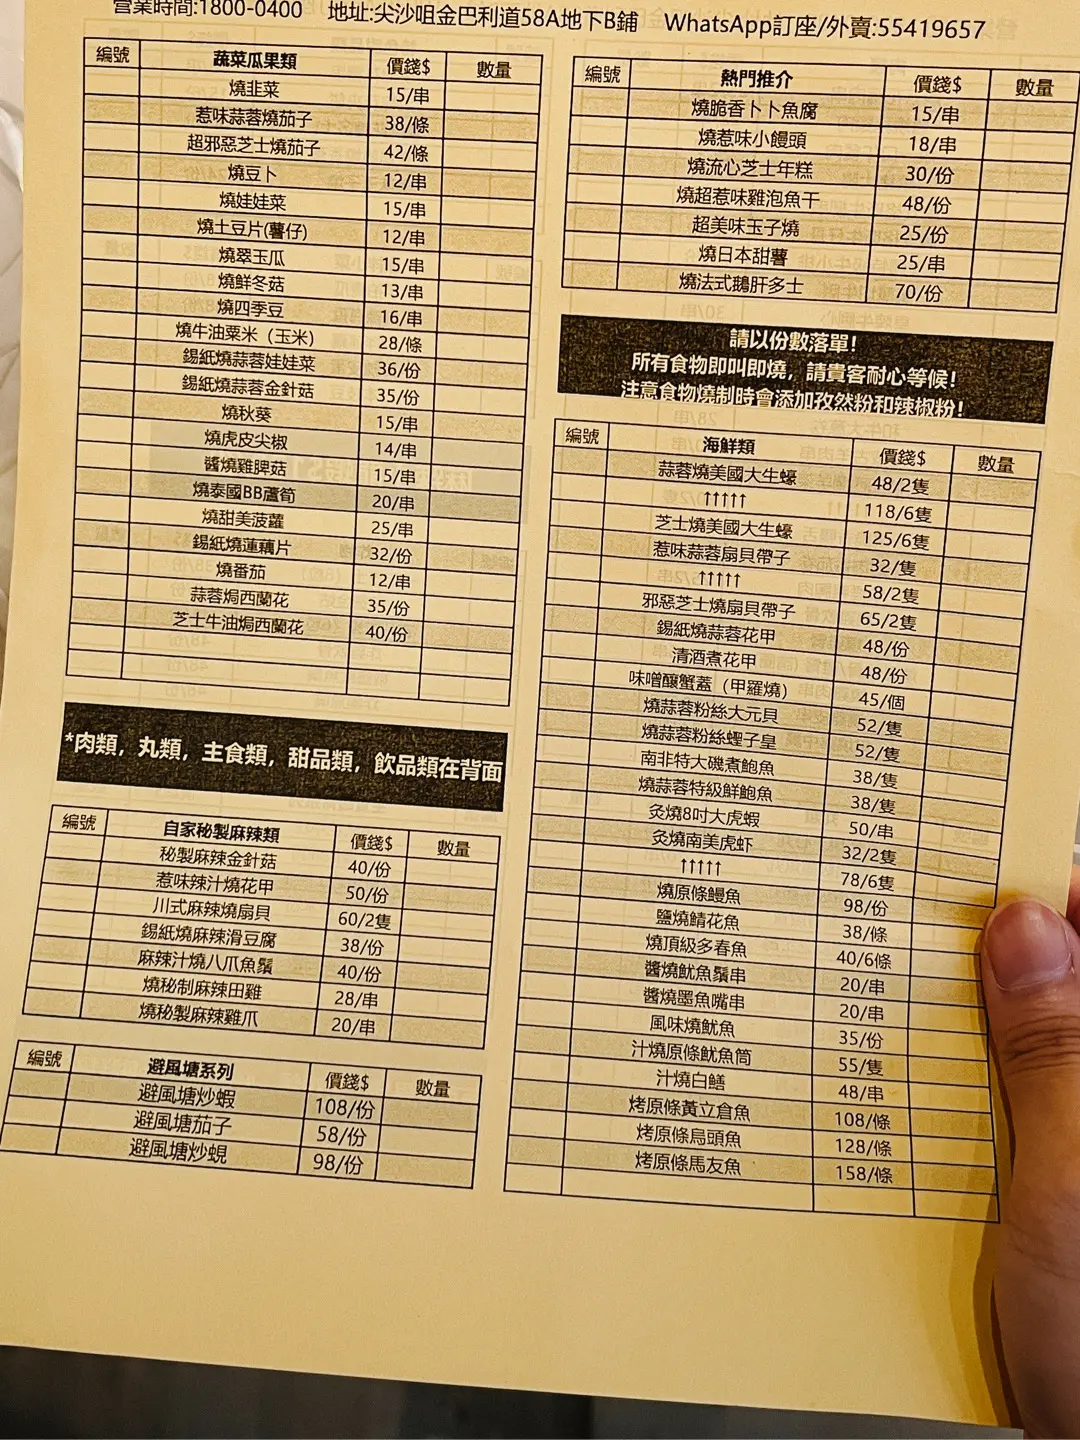 營業時間:1800-0400 地址:尖沙咀金巴利道58A地下B鋪 WhatsApp訂座/外賣:55419657
編號 蔬菜瓜果類 價錢$ 數量
燒韭菜 15/串
惹味蒜蓉燒茄子 38/條
超邪惡芝士燒茄子 42/條
燒豆卜 12/串
燒娃娃菜 15/串
燒土豆片(薯仔) 12/串
燒翠玉瓜 15/串
燒鮮冬菇 13/串
燒四季豆 16/串
燒牛油粟米（玉米） 28/條
錫紙燒蒜蓉娃娃菜 36/份
錫紙燒蒜蓉金針菇 35/份
燒秋葵 15/串
燒虎皮尖椒 14/串
醬燒雞脾菇 15/串
燒泰國BB蘆筍 20/串
燒甜美菠蘿 25/串
錫紙燒蓮藕片 32/份
燒番茄 12/串
蒜蓉焗西蘭花 35/份
芝士牛油焗西蘭花 40/份
*肉類，丸類，主食類，甜品類，飲品類在背面
編號 自家秘製麻辣類 價錢$ 數量
秘製麻辣金針菇 40/份
惹味辣汁燒花甲 50/份
川式麻辣燒扇貝 60/2隻
錫紙燒麻辣滑豆腐 38/份
麻辣汁燒八爪魚鬚 40/份
燒秘制麻辣田雞 28/串
燒秘製麻辣雞爪 20/串
編號 避風塘系列 價錢$ 數量
避風塘炒蝦 108/份
避風塘茄子 58/份
避風塘炒蜆 98/份
編號 熱門推介 價錢$ 數量
燒脆香卜卜魚腐 15/串
燒惹味小饅頭 18/串
燒流心芝士年糕 30/份
燒超惹味雞泡魚干 48/份
超美味玉子燒 25/份
燒日本甜薯 25/串
燒法式鵝肝多士 70/份
請以份數落單!
所有食物即叫即燒，請貴客耐心等候!
注意食物燒制時會添加孜然粉和辣椒粉!
編號 海鮮類 價錢$ 數量
蒜蓉燒美國大生蠔 48/2隻
↑↑↑↑↑ 118/6隻
芝士燒美國大生蠔 125/6隻
惹味蒜蓉扇貝帶子 32/隻
↑↑↑↑↑ 58/2隻
邪惡芝士燒扇貝帶子 65/2隻
錫紙燒蒜蓉花甲 48/份
清酒煮花甲 48/份
味噌釀蟹蓋（甲羅燒） 45/個
燒蒜蓉粉絲大元貝 52/隻
燒蒜蓉粉絲蟶子皇 52/隻
南非特大磯煮鮑魚 38/隻
燒蒜蓉特級鮮鮑魚 38/隻
灸燒8吋大虎蝦 50/串
灸燒南美虎虾 32/2隻
↑↑↑↑↑ 78/6隻
燒原條鰻魚 98/份
鹽燒鯖花魚 38/條
燒頂級多春魚 40/6條
醬燒魷魚鬚串 20/串
醬燒墨魚嘴串 20/串
風味燒魷魚 35/份
汁燒原條魷魚筒 55/隻
汁燒白鱔 48/串
烤原條黃立倉魚 108/條
烤原條烏頭魚 128/條
烤原條馬友魚 158/條